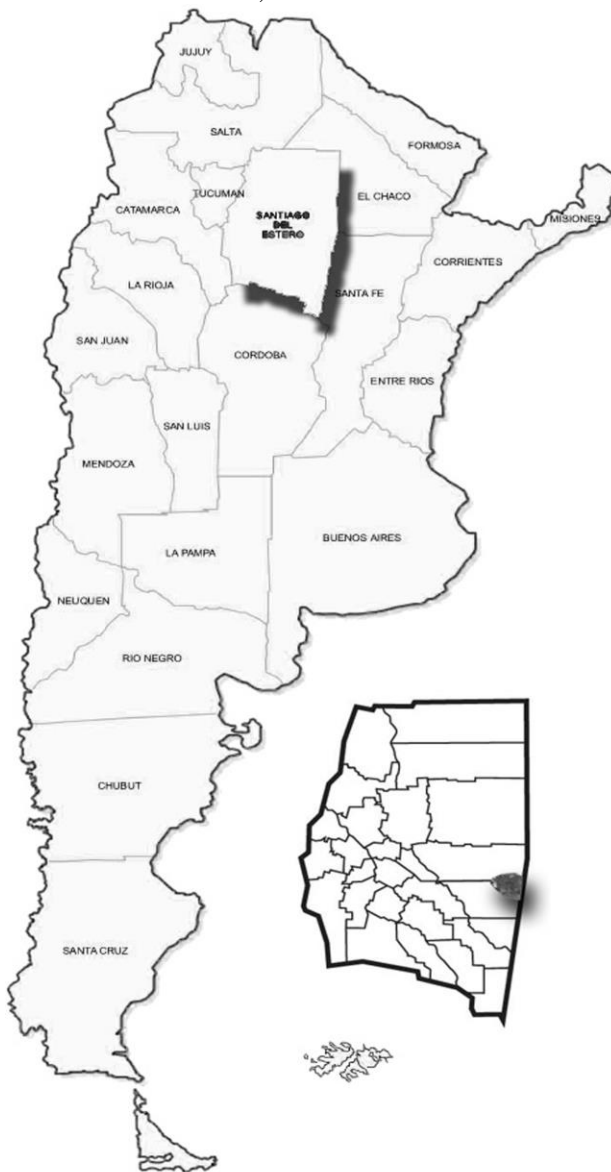 JUJUY
SALTA
FORMOSA
TUCUMAN
EL CHACO
CATAMARCA
SANTIAGO
DEL
ESTERO
MISIONES
CORRIENTES
LA RIOJA
SANTA FE
SAN JUAN
CORDOBA
ENTRE RIOS
SAN LUIS
MENDOZA
BUENOS AIRES
LA PAMPA
NEUQUEN
RIO NEGRO
CHUBUT
SANTA CRUZ